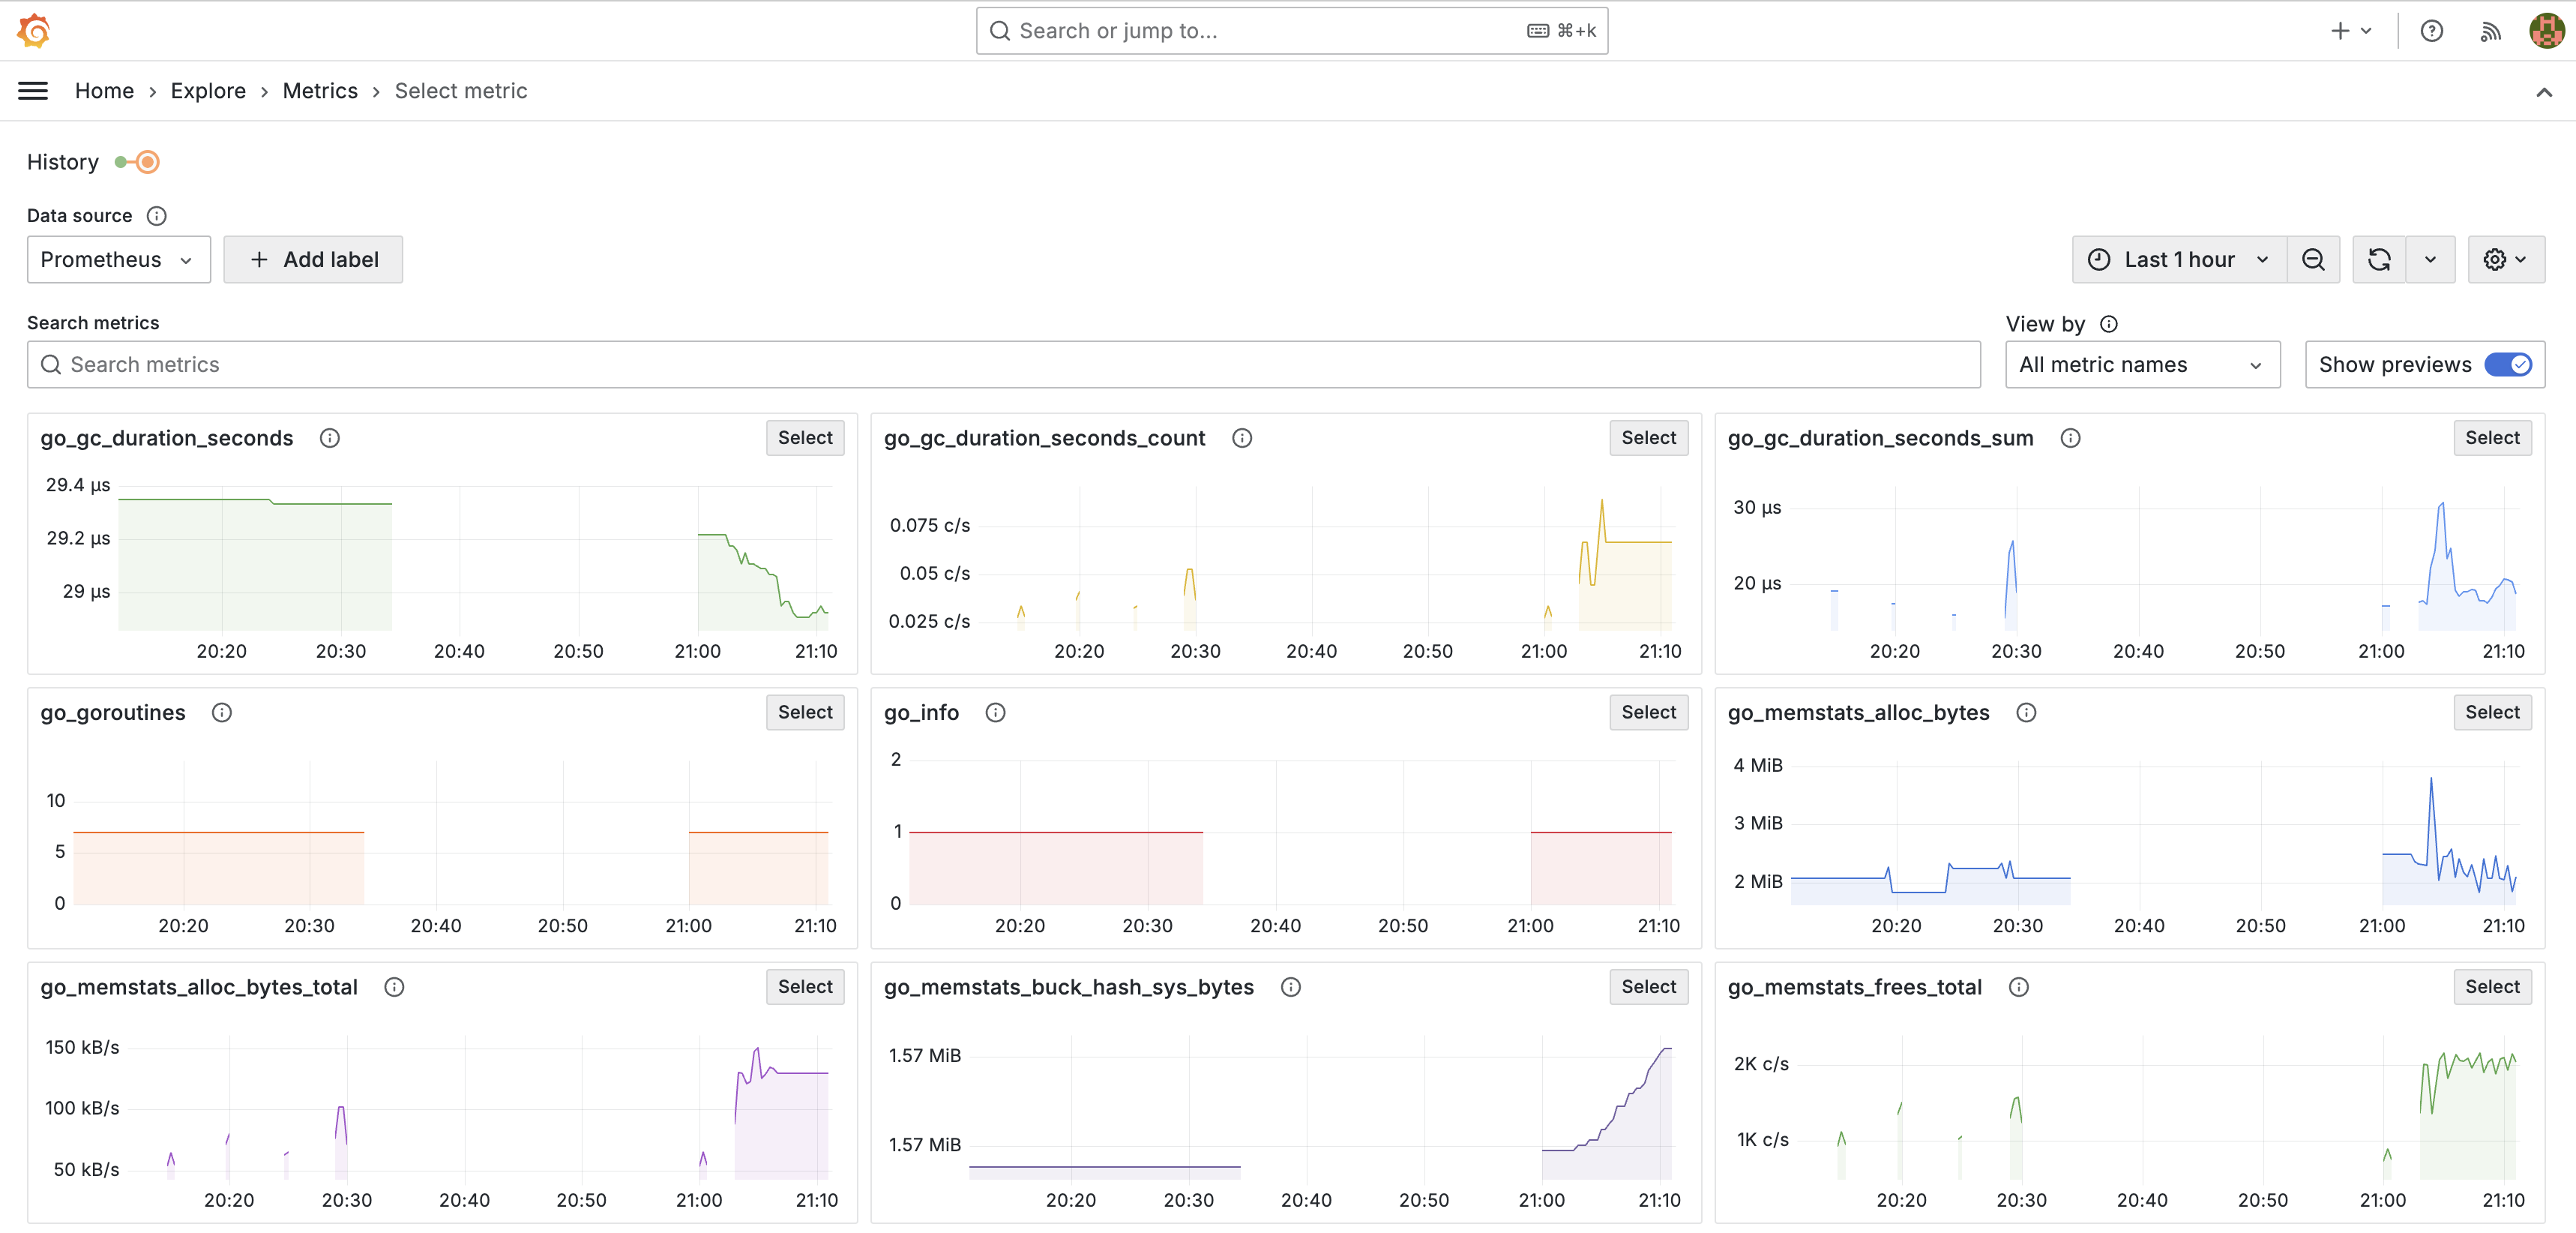 Search or jump to... ⌘+k
Home › Explore › Metrics › Select metric
History
Data source
Prometheus + Add label Last 1 hour
Search metrics View by
Search metrics All metric names Show previews
go_gc_duration_seconds Select
29.4 µs
29.2 µs
29 µs
20:20 20:30 20:40 20:50 21:00 21:10
go_gc_duration_seconds_count Select
0.075 c/s
0.05 c/s
0.025 c/s
20:20 20:30 20:40 20:50 21:00 21:10
go_gc_duration_seconds_sum Select
30 µs
20 µs
20:20 20:30 20:40 20:50 21:00 21:10
go_goroutines Select
10
5
0
20:20 20:30 20:40 20:50 21:00 21:10
go_info Select
2
1
0
20:20 20:30 20:40 20:50 21:00 21:10
go_memstats_alloc_bytes Select
4 MiB
3 MiB
2 MiB
20:20 20:30 20:40 20:50 21:00 21:10
go_memstats_alloc_bytes_total Select
150 kB/s
100 kB/s
50 kB/s
20:20 20:30 20:40 20:50 21:00 21:10
go_memstats_buck_hash_sys_bytes Select
1.57 MiB
1.57 MiB
20:20 20:30 20:40 20:50 21:00 21:10
go_memstats_frees_total Select
2K c/s
1K c/s
20:20 20:30 20:40 20:50 21:00 21:10